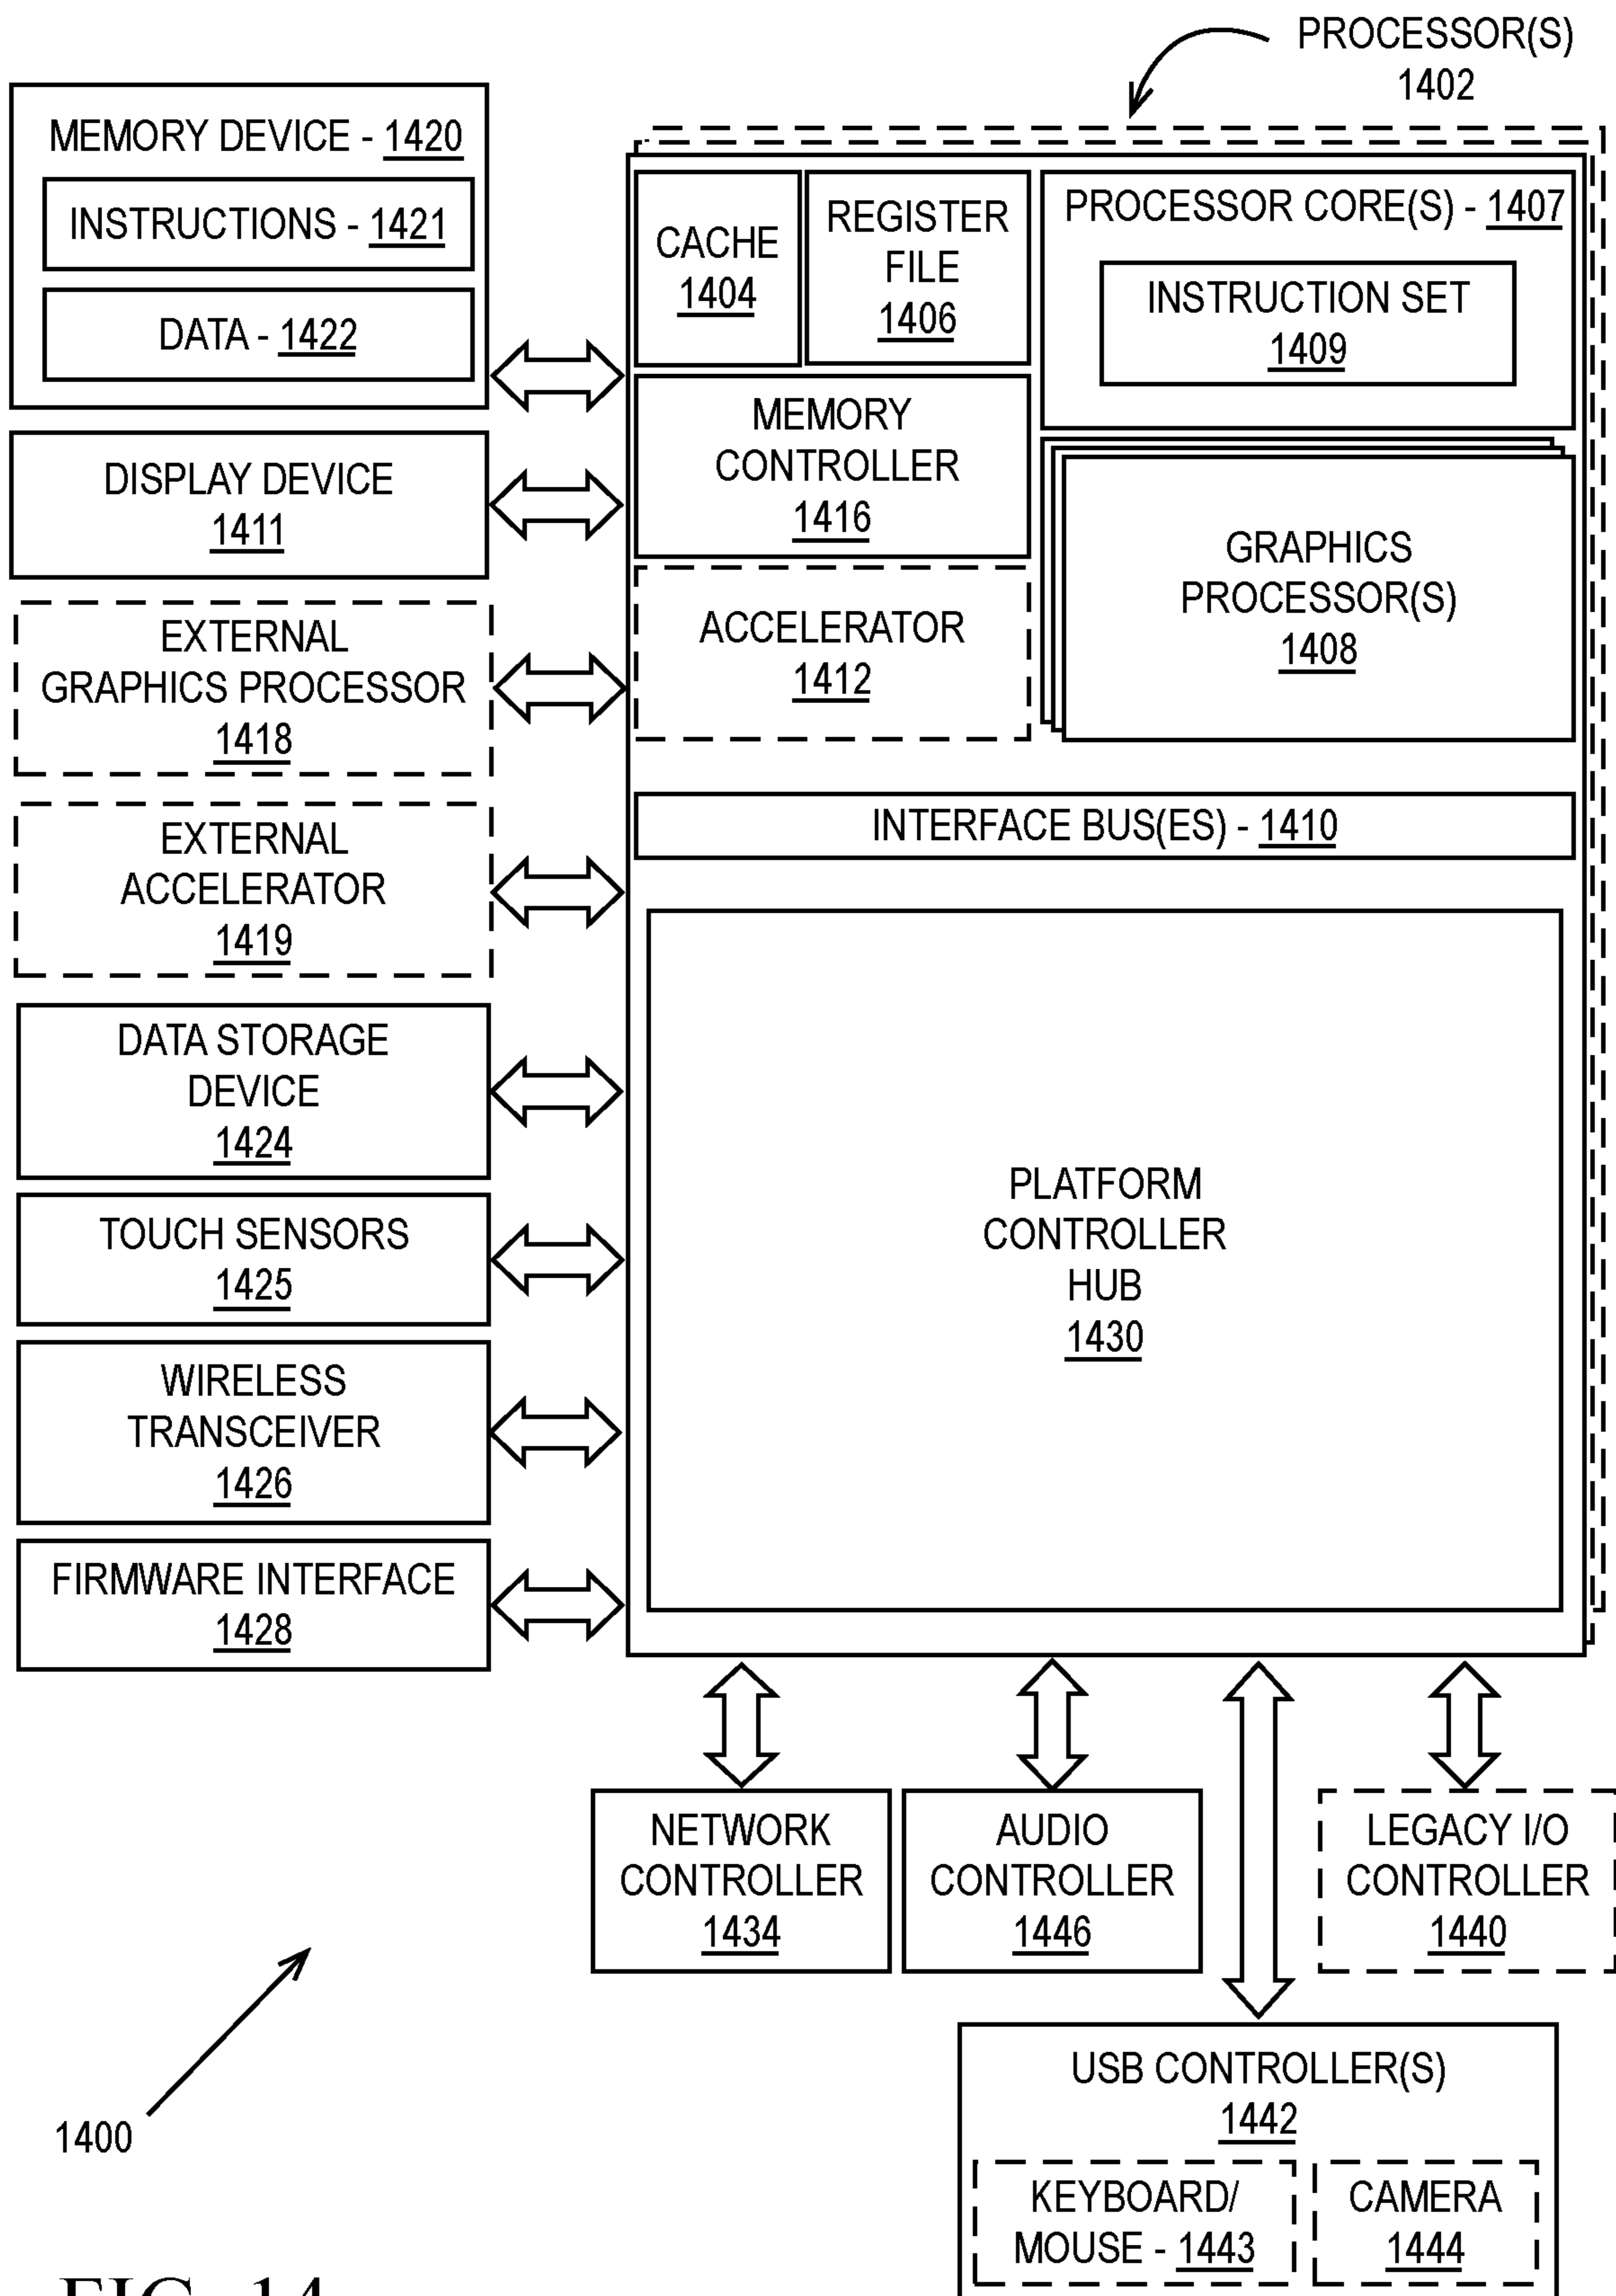 PROCESSOR(S)
1402
MEMORY DEVICE - 1420
INSTRUCTIONS - 1421
DATA - 1422
CACHE
1404
REGISTER
FILE
1406
PROCESSOR CORE(S) - 1407
INSTRUCTION SET
1409
MEMORY
CONTROLLER
1416
DISPLAY DEVICE
1411
GRAPHICS
PROCESSOR(S)
1408
EXTERNAL
GRAPHICS PROCESSOR
1418
ACCELERATOR
1412
INTERFACE BUS(ES) - 1410
EXTERNAL
ACCELERATOR
1419
DATA STORAGE
DEVICE
1424
PLATFORM
CONTROLLER
HUB
1430
TOUCH SENSORS
1425
WIRELESS
TRANSCEIVER
1426
FIRMWARE INTERFACE
1428
NETWORK
CONTROLLER
1434
AUDIO
CONTROLLER
1446
LEGACY I/O
CONTROLLER
1440
1400
USB CONTROLLER(S)
1442
KEYBOARD/
MOUSE - 1443
CAMERA
1444
FIG. 14